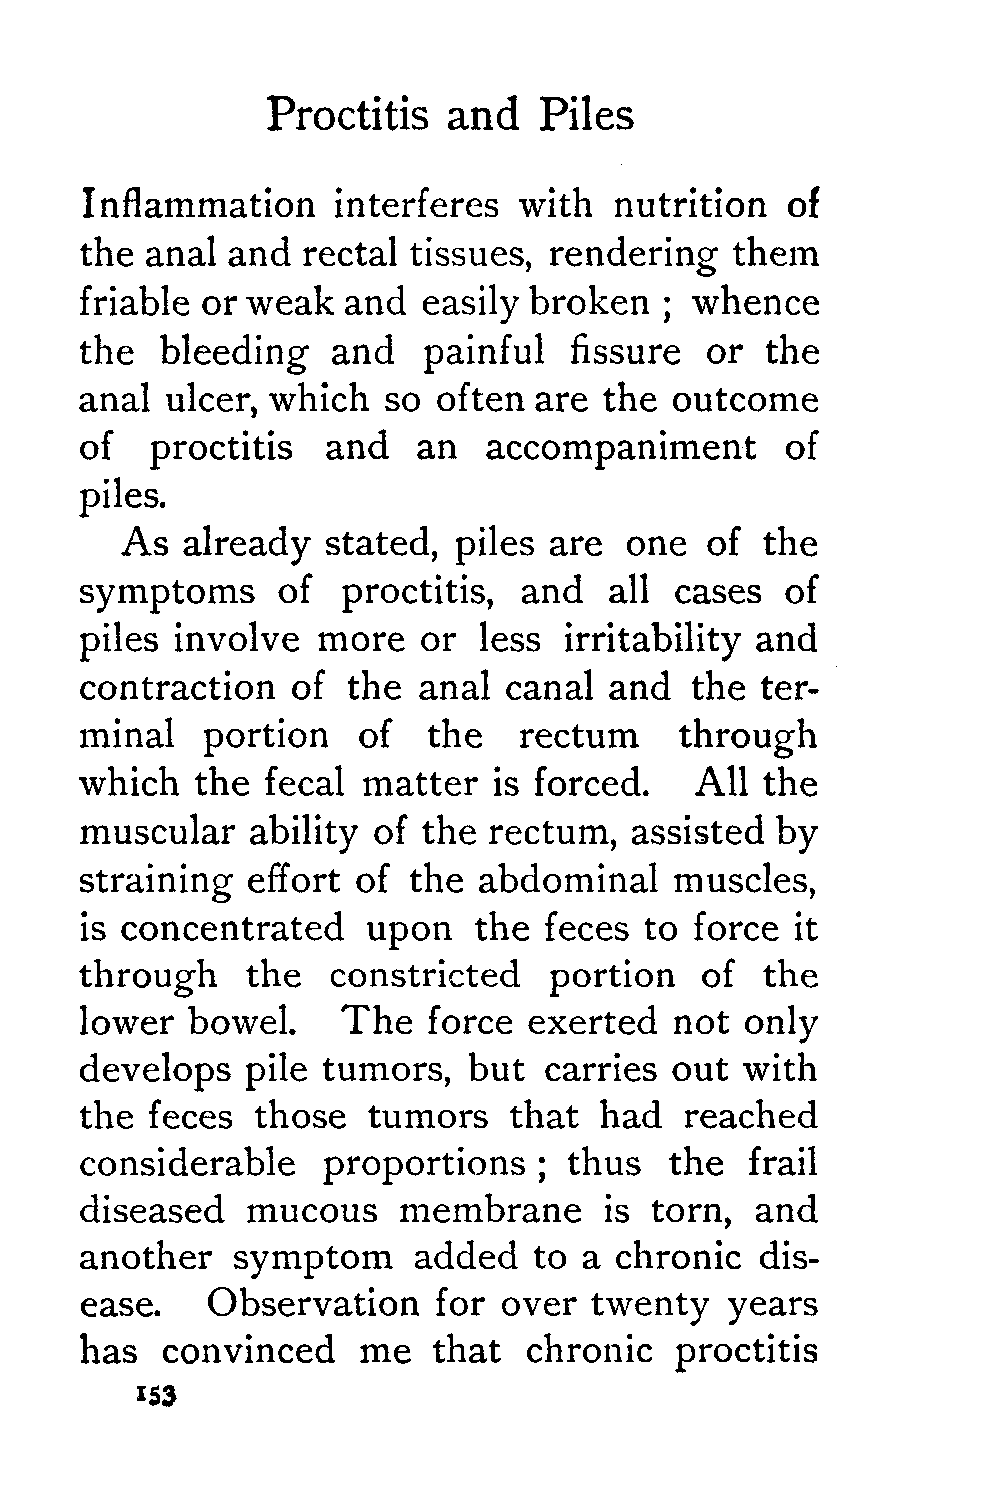 Proctitis and Piles
Inflammation interferes with nutrition of
the anal and rectal tissues, rendering them
friable or weak and easily broken ; whence
the bleeding and painful fissure or the
anal ulcer, which so often are the outcome
of proctitis and an accompaniment of
piles.
As already stated, piles are one of the
symptoms of proctitis, and all cases of
piles involve more or less irritability and
contraction of the anal canal and the ter-
minal portion of the rectum through
which the fecal matter is forced. All the
muscular ability of the rectum, assisted by
straining effort of the abdominal muscles,
is concentrated upon the feces to force it
through the constricted portion of the
lower bowel. The force exerted not only
develops pile tumors, but carries out with
the feces those tumors that had reached
considerable proportions ; thus the frail
diseased mucous membrane is torn, and
another symptom added to a chronic dis-
ease. Observation for over twenty years
has convinced me that chronic proctitis
153